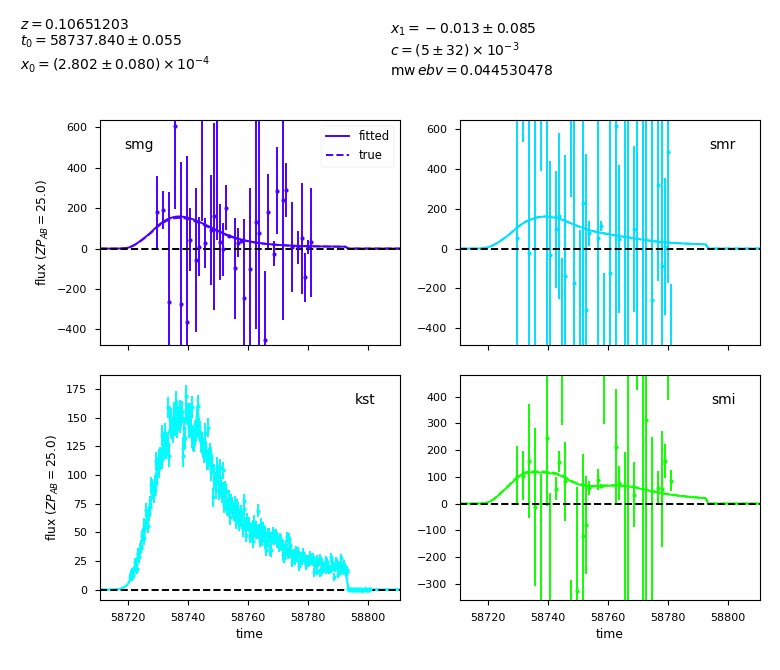 z = 0.10651203
t₀ = 58737.840 ± 0.055
x₀ = (2.802 ± 0.080) × 10⁻⁴
x₁ = −0.013 ± 0.085
c = (5 ± 32) × 10⁻³
mw ebv = 0.044530478
smg
fitted
true
600
400
200
0
−200
−400
flux (ZP_AB = 25.0)
smr
600
400
200
0
−200
−400
kst
175
150
125
100
75
50
25
0
flux (ZP_AB = 25.0)
58720 58740 58760 58780 58800
time
smi
400
300
200
100
0
−100
−200
−300
58720 58740 58760 58780 58800
time